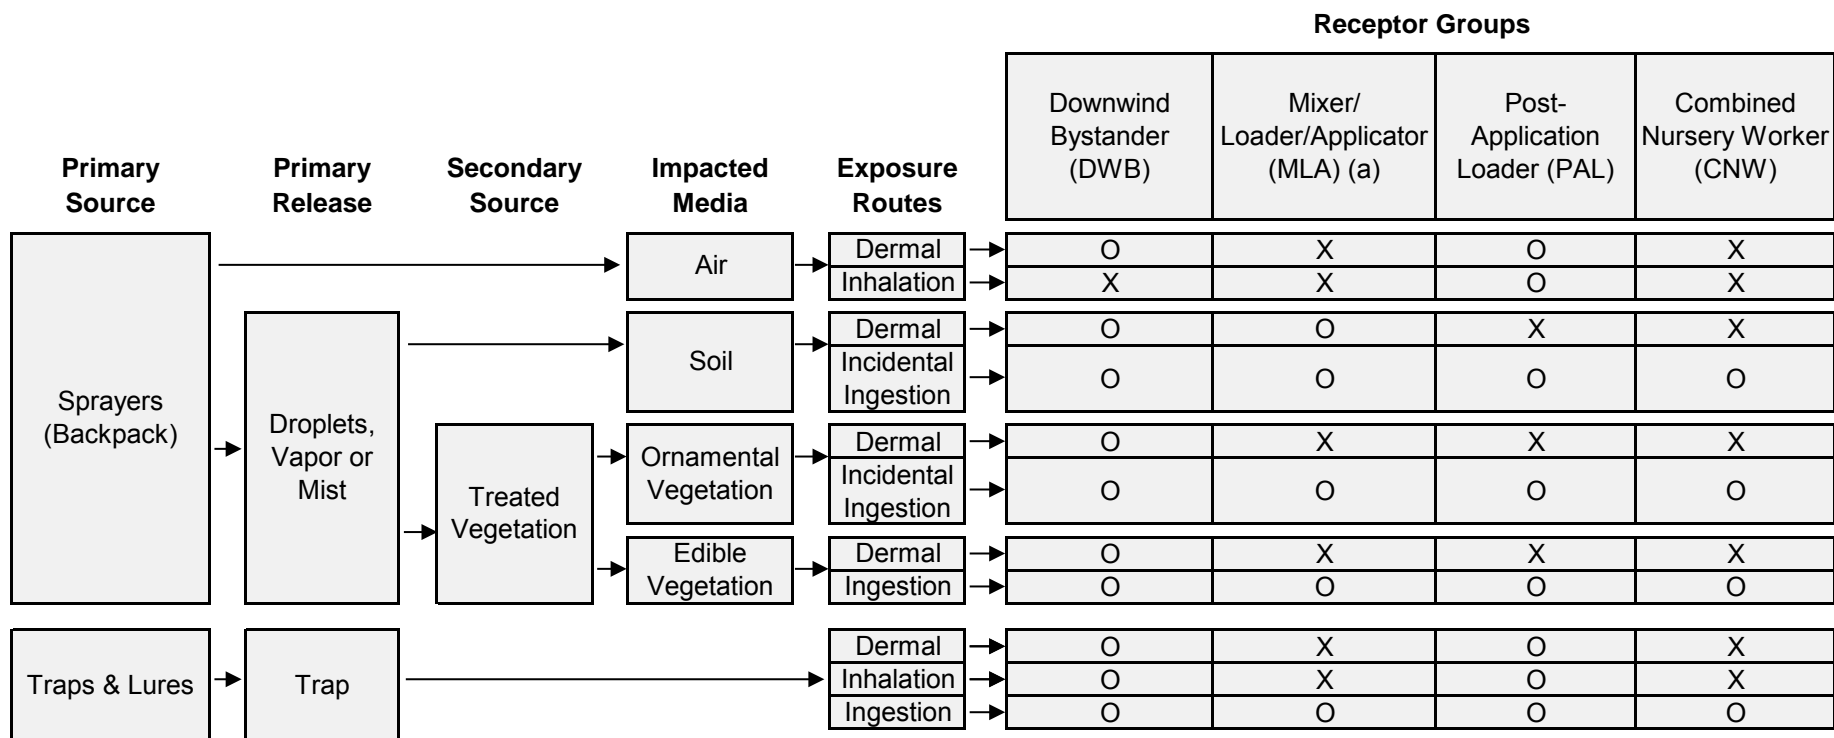 Receptor Groups
Primary
Source
Primary
Release
Secondary
Source
Impacted
Media
Exposure
Routes
Downwind
Bystander
(DWB)
Mixer/
Loader/Applicator
(MLA) (a)
Post-
Application
Loader (PAL)
Combined
Nursery Worker
(CNW)
Sprayers
(Backpack)
Droplets,
Vapor or
Mist
Treated
Vegetation
Air
Dermal O X O X
Inhalation X X O X
Soil
Dermal O O X X
Incidental
Ingestion O O O O
Ornamental
Vegetation
Dermal O X X X
Incidental
Ingestion O O O O
Edible
Vegetation
Dermal O X X X
Ingestion O O O O
Traps & Lures
Trap
Dermal O X O X
Inhalation O X O X
Ingestion O O O O